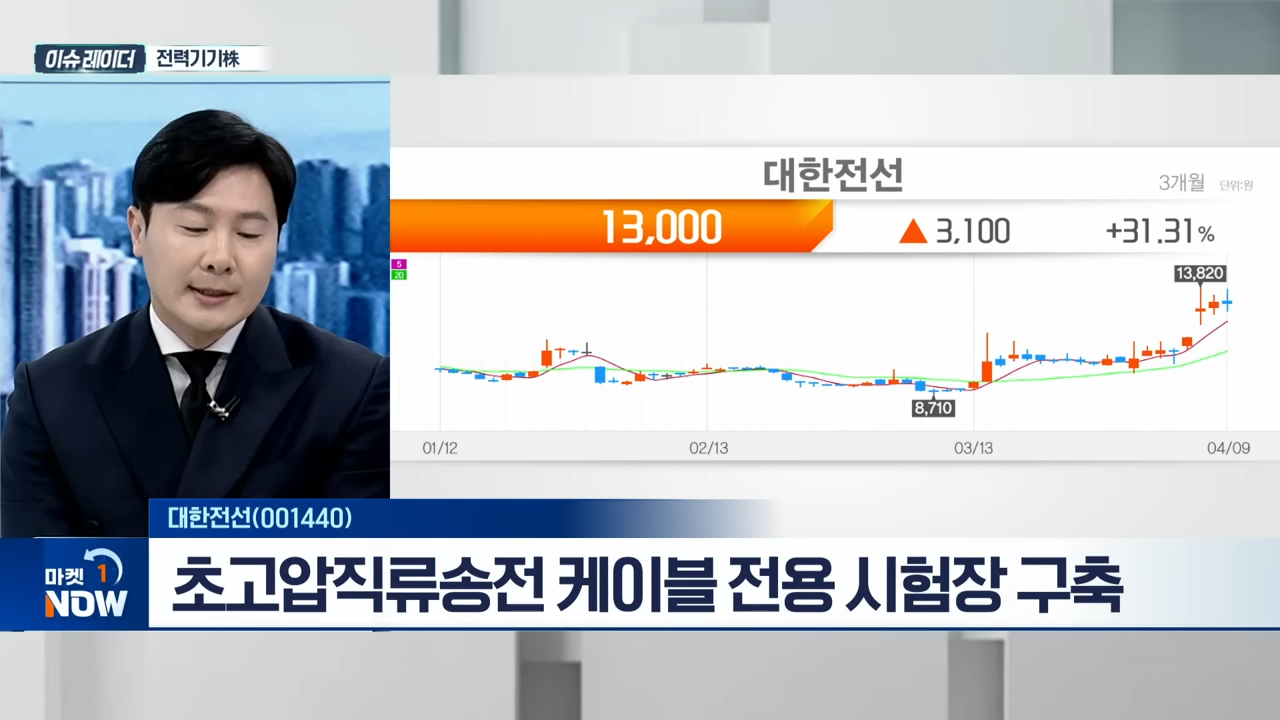 이슈레이더 전력기기株
대한전선
3개월 단위:원
13,000 ▲ 3,100 +31.31%
5
20
13,820
8,710
01/12 02/13 03/13 04/09
대한전선(001440)
마켓 1
NOW
초고압직류송전 케이블 전용 시험장 구축